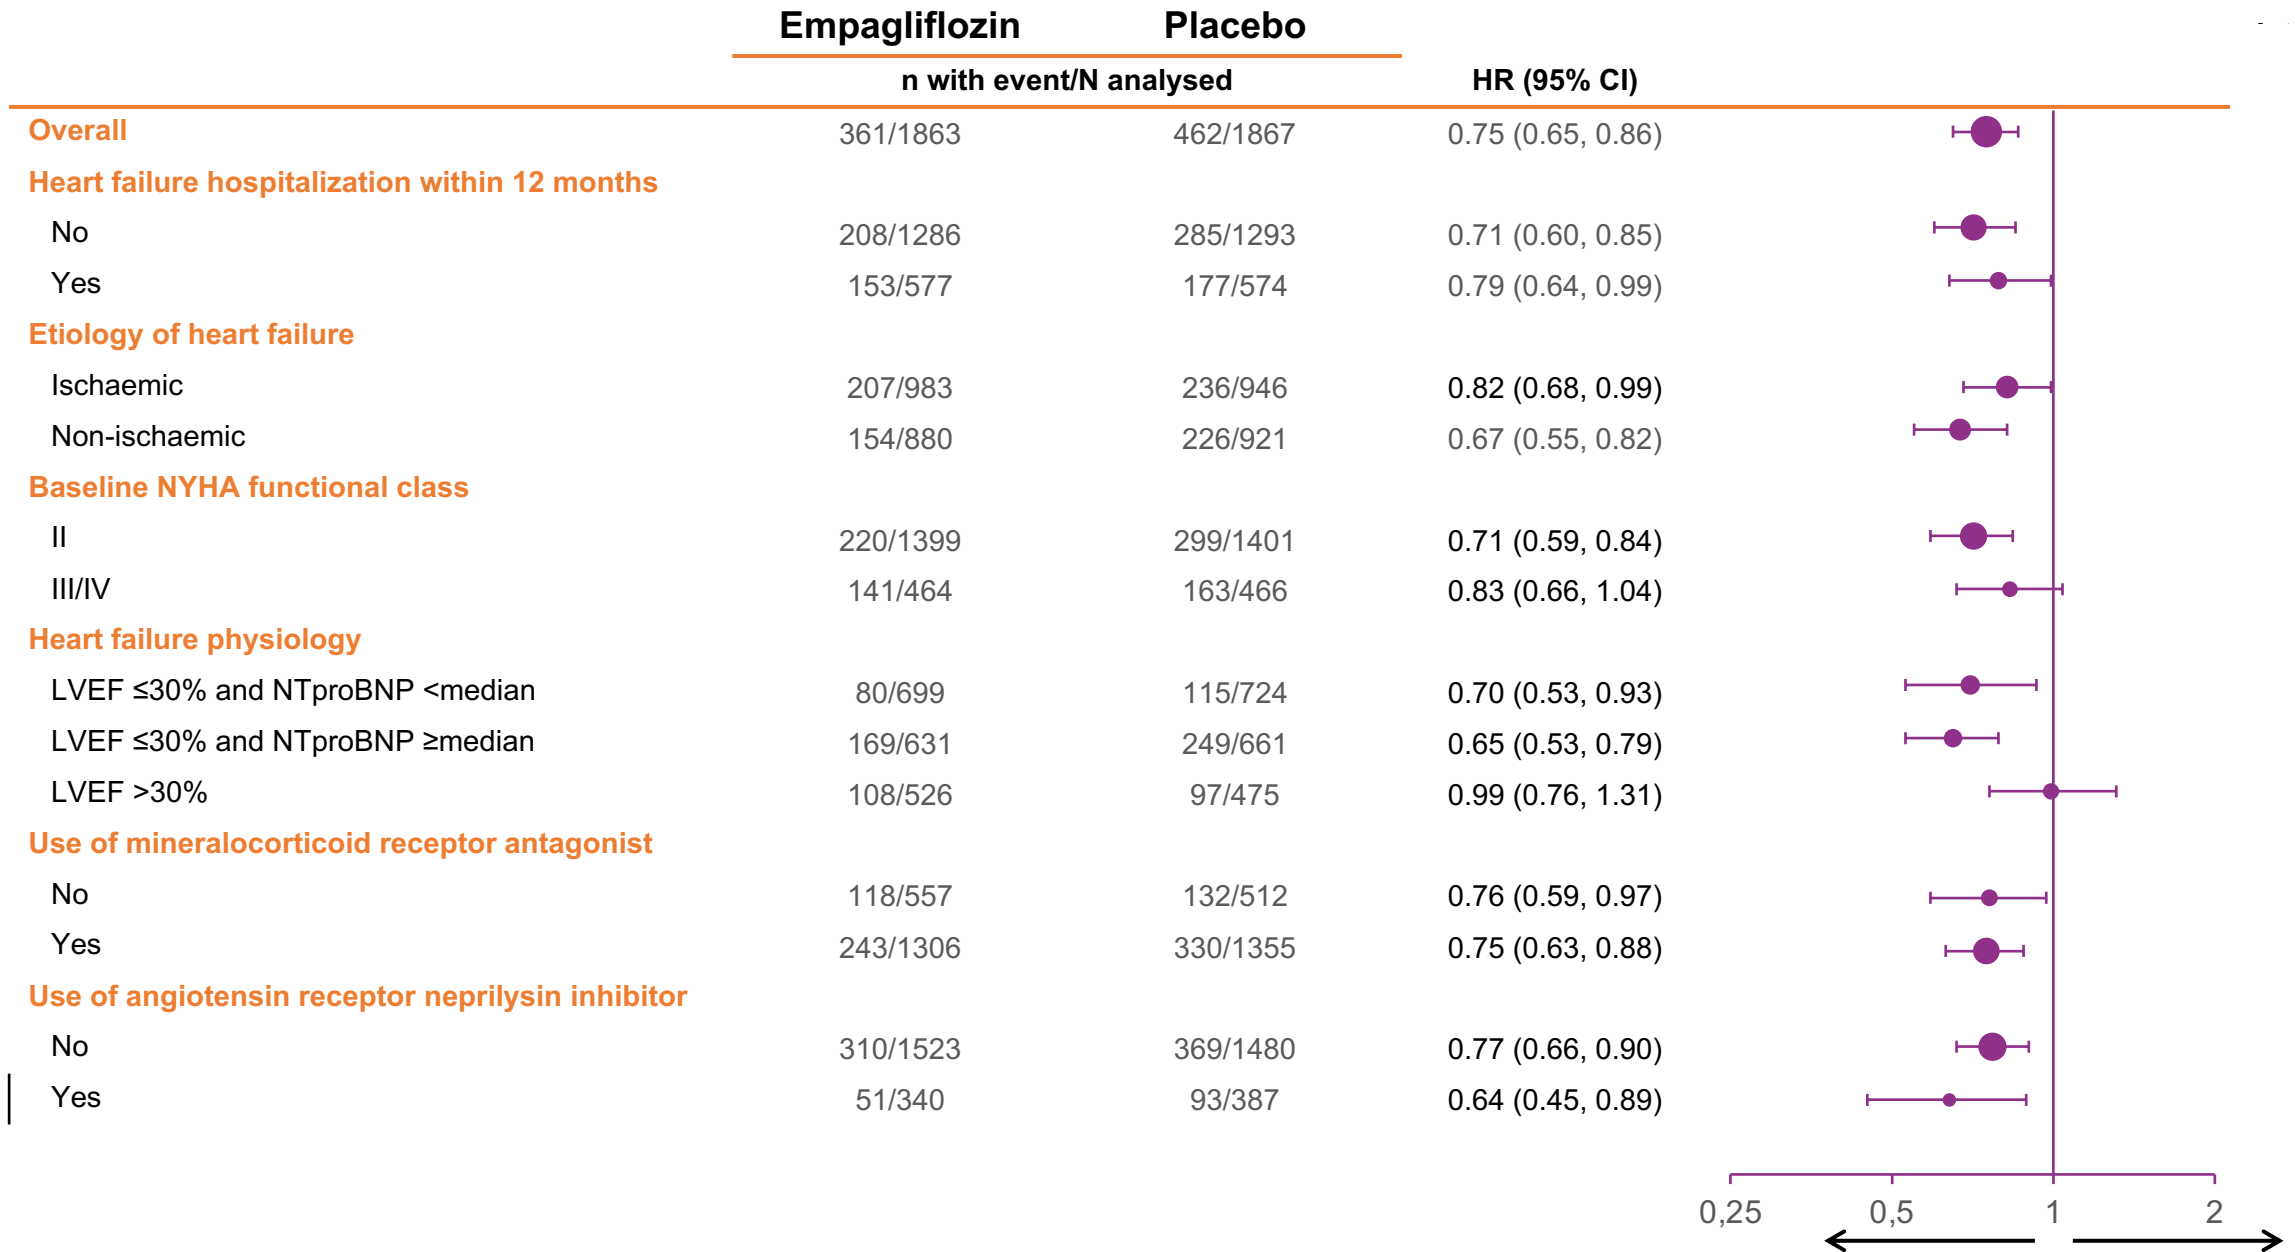 Empagliflozin Placebo
n with event/N analysed HR (95% CI)
Overall 361/1863 462/1867 0.75 (0.65, 0.86)
Heart failure hospitalization within 12 months
No 208/1286 285/1293 0.71 (0.60, 0.85)
Yes 153/577 177/574 0.79 (0.64, 0.99)
Etiology of heart failure
Ischaemic 207/983 236/946 0.82 (0.68, 0.99)
Non-ischaemic 154/880 226/921 0.67 (0.55, 0.82)
Baseline NYHA functional class
II 220/1399 299/1401 0.71 (0.59, 0.84)
III/IV 141/464 163/466 0.83 (0.66, 1.04)
Heart failure physiology
LVEF ≤30% and NTproBNP <median 80/699 115/724 0.70 (0.53, 0.93)
LVEF ≤30% and NTproBNP ≥median 169/631 249/661 0.65 (0.53, 0.79)
LVEF >30% 108/526 97/475 0.99 (0.76, 1.31)
Use of mineralocorticoid receptor antagonist
No 118/557 132/512 0.76 (0.59, 0.97)
Yes 243/1306 330/1355 0.75 (0.63, 0.88)
Use of angiotensin receptor neprilysin inhibitor
No 310/1523 369/1480 0.77 (0.66, 0.90)
Yes 51/340 93/387 0.64 (0.45, 0.89)
0,25 0,5 1 2